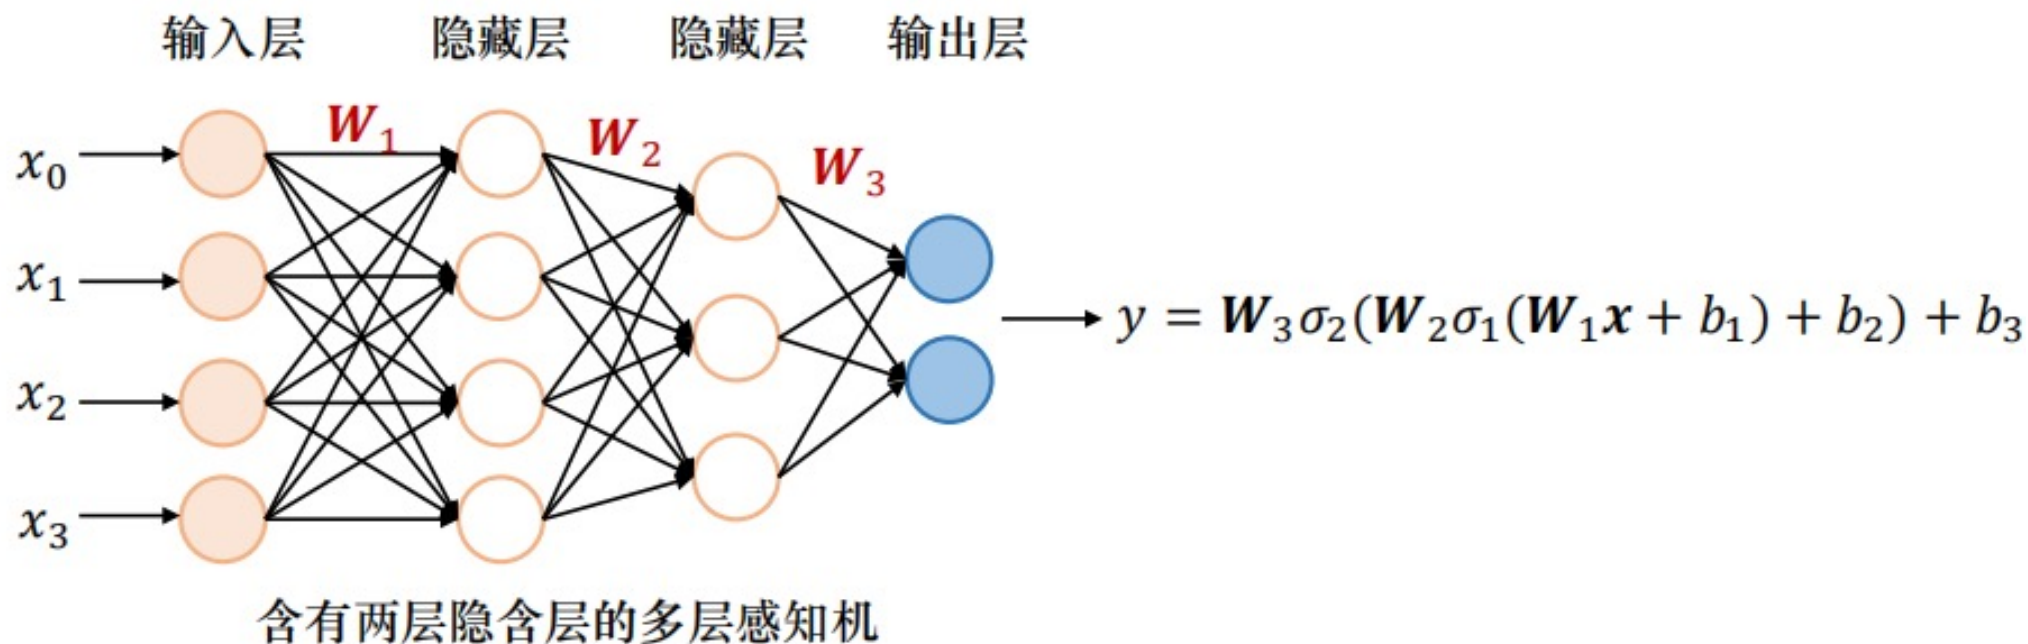 输入层 隐藏层 隐藏层 输出层
W₁ W₂ W₃
x₀
x₁
x₂
x₃
y = W₃σ₂(W₂σ₁(W₁x + b₁) + b₂) + b₃
含有两层隐含层的多层感知机